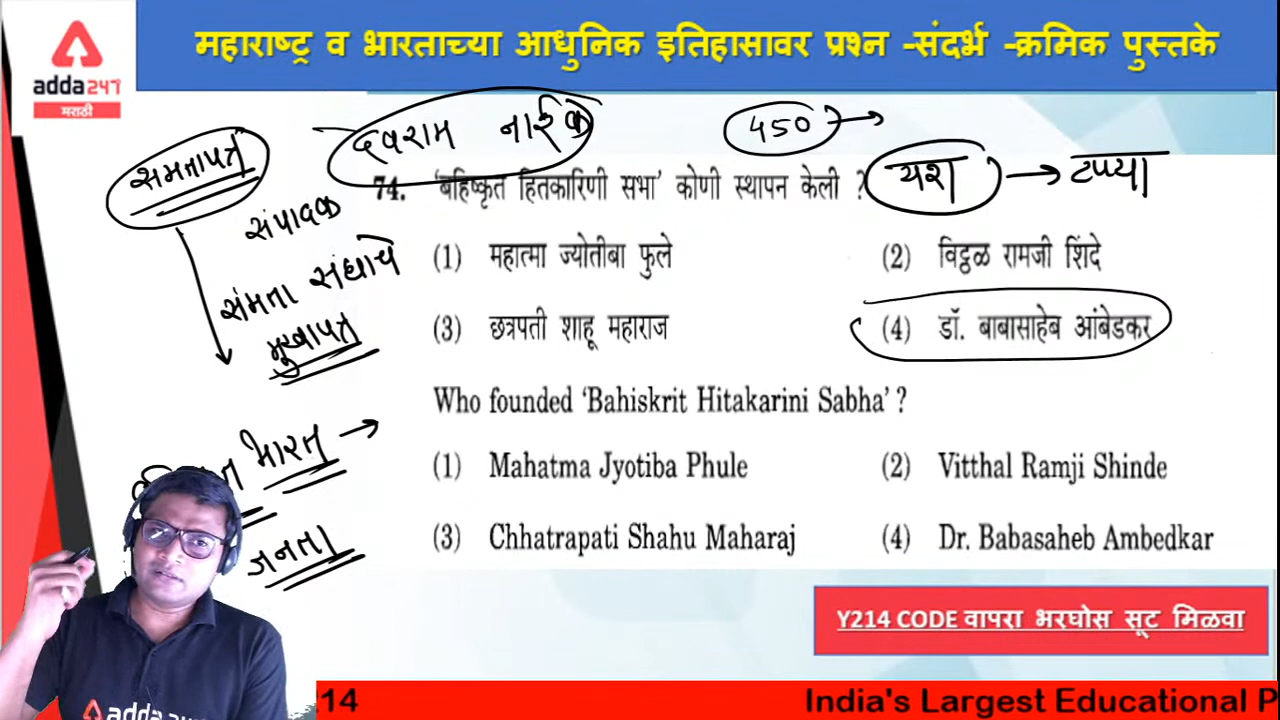 महाराष्ट्र व भारताच्या आधुनिक इतिहासावर प्रश्न -संदर्भ -क्रमिक पुस्तके
adda247
मराठी
समतापत्र
देवराम नाईक
450
यश → टप्पा
संपादक
समता संघाचे
मुखपत्र
भारत
जनता
74. 'बहिष्कृत हितकारिणी सभा' कोणी स्थापन केली ?
(1) महात्मा ज्योतीबा फुले (2) विठ्ठल रामजी शिंदे
(3) छत्रपती शाहू महाराज (4) डॉ. बाबासाहेब आंबेडकर
Who founded 'Bahiskrit Hitakarini Sabha' ?
(1) Mahatma Jyotiba Phule (2) Vitthal Ramji Shinde
(3) Chhatrapati Shahu Maharaj (4) Dr. Babasaheb Ambedkar
Y214 CODE वापरा भरघोस सूट मिळवा
14 India's Largest Educational P